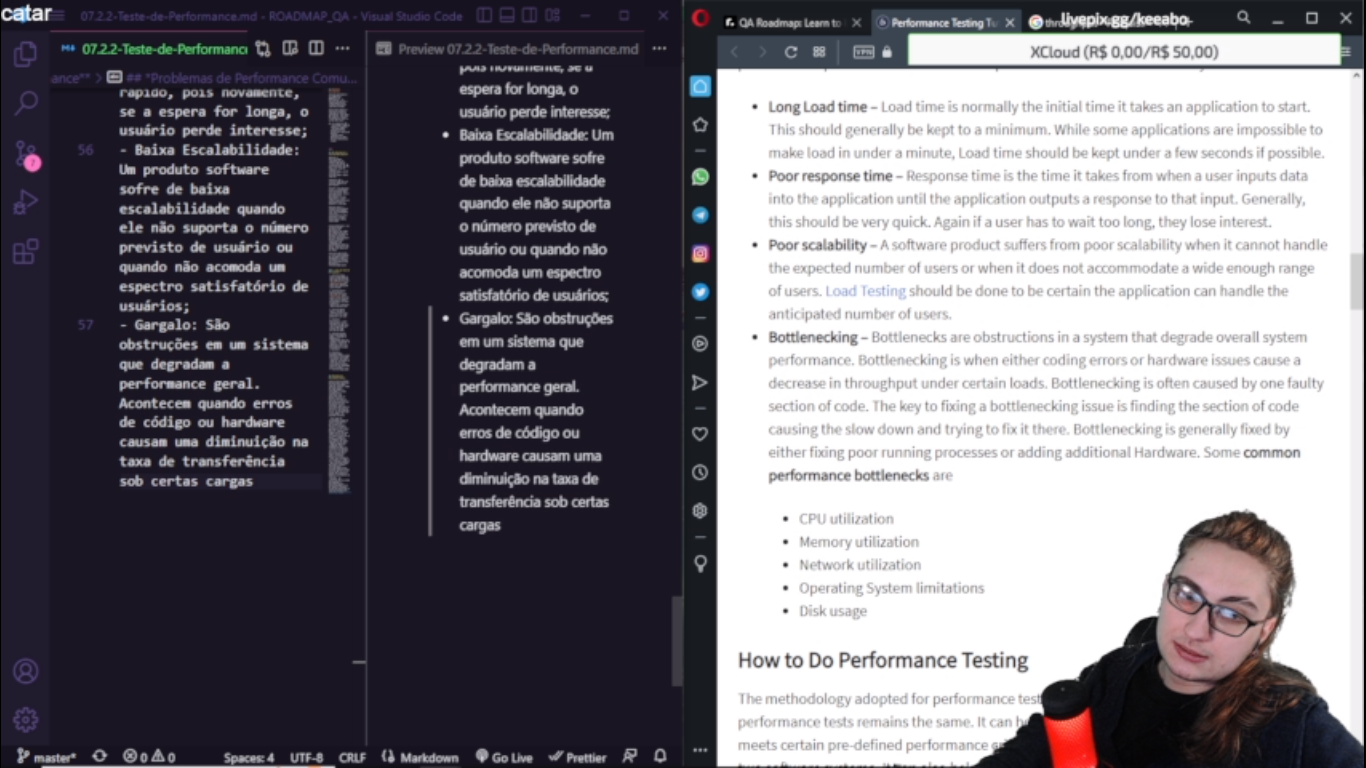 catar
07.2.2-Teste-de-Performance.md - ROADMAP_QA - Visual Studio Code
07.2.2-Teste-de-Performance
ance"" > ## "Problemas de Performance Comu...
rápido, pois novamente,
se a espera for longa, o
usuário perde interesse;
56 - Baixa Escalabilidade:
Um produto software
sofre de baixa
escalabilidade quando
ele não suporta o número
previsto de usuário ou
quando não acomoda um
espectro satisfatório de
usuários;
57 - Gargalo: São
obstruções em um sistema
que degradam a
performance geral.
Acontecem quando erros
de código ou hardware
causam uma diminuição na
taxa de transferência
sob certas cargas
7
master*
0 0
Spaces: 4
UTF-8
CRLF
Markdown
Go Live
Prettier
Preview 07.2.2-Teste-de-Performance.md
pois novamente, se a
espera for longa, o
usuário perde interesse;
• Baixa Escalabilidade: Um
produto software sofre
de baixa escalabilidade
quando ele não suporta
o número previsto de
usuário ou quando não
acomoda um espectro
satisfatório de usuários;
• Gargalo: São obstruções
em um sistema que
degradam a
performance geral.
Acontecem quando
erros de código ou
hardware causam uma
diminuição na taxa de
transferência sob certas
cargas
QA Roadmap: Learn to
Performance Testing Tu
livepix.gg/keeabo
VPN
XCloud (R$ 0,00/R$ 50,00)
• Long Load time – Load time is normally the initial time it takes an application to start.
This should generally be kept to a minimum. While some applications are impossible to
make load in under a minute, Load time should be kept under a few seconds if possible.
• Poor response time – Response time is the time it takes from when a user inputs data
into the application until the application outputs a response to that input. Generally,
this should be very quick. Again if a user has to wait too long, they lose interest.
• Poor scalability – A software product suffers from poor scalability when it cannot handle
the expected number of users or when it does not accommodate a wide enough range
of users. Load Testing should be done to be certain the application can handle the
anticipated number of users.
• Bottlenecking – Bottlenecks are obstructions in a system that degrade overall system
performance. Bottlenecking is when either coding errors or hardware issues cause a
decrease in throughput under certain loads. Bottlenecking is often caused by one faulty
section of code. The key to fixing a bottlenecking issue is finding the section of code
causing the slow down and trying to fix it there. Bottlenecking is generally fixed by
either fixing poor running processes or adding additional Hardware. Some common
performance bottlenecks are
• CPU utilization
• Memory utilization
• Network utilization
• Operating System limitations
• Disk usage
How to Do Performance Testing
The methodology adopted for performance test
performance tests remains the same. It can
meets certain pre-defined performance